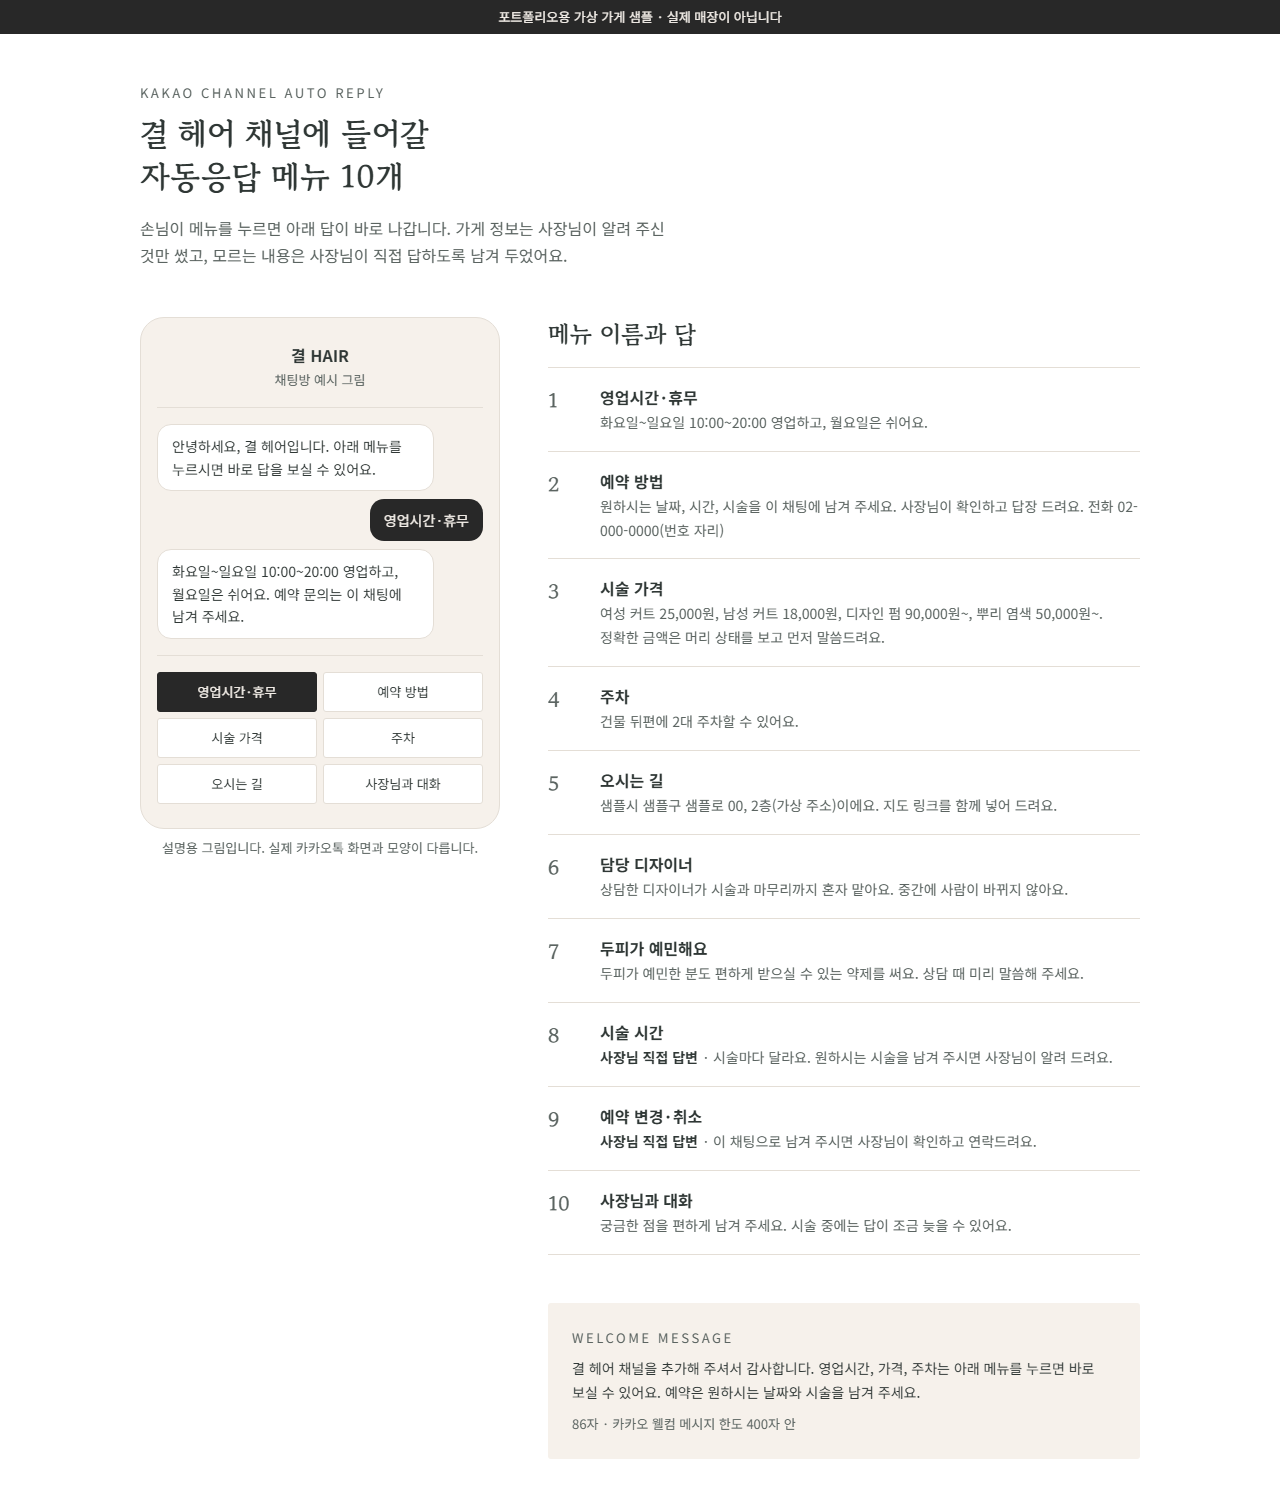 포트폴리오용 가상 가게 샘플 · 실제 매장이 아닙니다
KAKAO CHANNEL AUTO REPLY
결 헤어 채널에 들어갈
자동응답 메뉴 10개
손님이 메뉴를 누르면 아래 답이 바로 나갑니다. 가게 정보는 사장님이 알려 주신
것만 썼고, 모르는 내용은 사장님이 직접 답하도록 남겨 두었어요.
결 HAIR
채팅방 예시 그림
안녕하세요, 결 헤어입니다. 아래 메뉴를
누르시면 바로 답을 보실 수 있어요.
영업시간·휴무
화요일~일요일 10:00~20:00 영업하고,
월요일은 쉬어요. 예약 문의는 이 채팅에
남겨 주세요.
영업시간·휴무
예약 방법
시술 가격
주차
오시는 길
사장님과 대화
설명용 그림입니다. 실제 카카오톡 화면과 모양이 다릅니다.
메뉴 이름과 답
1
영업시간·휴무
화요일~일요일 10:00~20:00 영업하고, 월요일은 쉬어요.
2
예약 방법
원하시는 날짜, 시간, 시술을 이 채팅에 남겨 주세요. 사장님이 확인하고 답장 드려요. 전화 02-
000-0000(번호 자리)
3
시술 가격
여성 커트 25,000원, 남성 커트 18,000원, 디자인 펌 90,000원~, 뿌리 염색 50,000원~.
정확한 금액은 머리 상태를 보고 먼저 말씀드려요.
4
주차
건물 뒤편에 2대 주차할 수 있어요.
5
오시는 길
샘플시 샘플구 샘플로 00, 2층(가상 주소)이에요. 지도 링크를 함께 넣어 드려요.
6
담당 디자이너
상담한 디자이너가 시술과 마무리까지 혼자 맡아요. 중간에 사람이 바뀌지 않아요.
7
두피가 예민해요
두피가 예민한 분도 편하게 받으실 수 있는 약제를 써요. 상담 때 미리 말씀해 주세요.
8
시술 시간
사장님 직접 답변 · 시술마다 달라요. 원하시는 시술을 남겨 주시면 사장님이 알려 드려요.
9
예약 변경·취소
사장님 직접 답변 · 이 채팅으로 남겨 주시면 사장님이 확인하고 연락드려요.
10
사장님과 대화
궁금한 점을 편하게 남겨 주세요. 시술 중에는 답이 조금 늦을 수 있어요.
WELCOME MESSAGE
결 헤어 채널을 추가해 주셔서 감사합니다. 영업시간, 가격, 주차는 아래 메뉴를 누르면 바로
보실 수 있어요. 예약은 원하시는 날짜와 시술을 남겨 주세요.
86자 · 카카오 웰컴 메시지 한도 400자 안